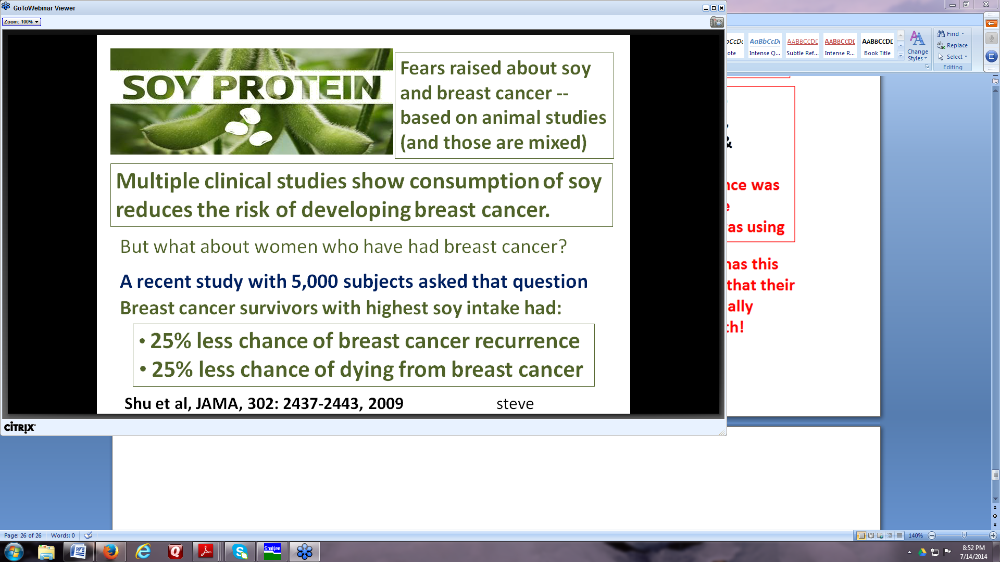 GoToWebinar Viewer
Zoom: 100%
SOY PROTEIN
Fears raised about soy
and breast cancer --
based on animal studies
(and those are mixed)
Multiple clinical studies show consumption of soy
reduces the risk of developing breast cancer.
But what about women who have had breast cancer?
A recent study with 5,000 subjects asked that question
Breast cancer survivors with highest soy intake had:
• 25% less chance of breast cancer recurrence
• 25% less chance of dying from breast cancer
Shu et al, JAMA, 302: 2437-2443, 2009
steve
CİTRIX
AaBbCcDc
Intense Q...
AABBCCDD
Subtle Ref...
AABBCCDD
Intense R...
AABBCCDD
Book Title
Change
Styles
Find
Replace
Select
Editing
&
was
as using
has this
that their
ally
th!
Page: 26 of 26
Words: 0
140%
Shaklee
8:52 PM
7/14/2014